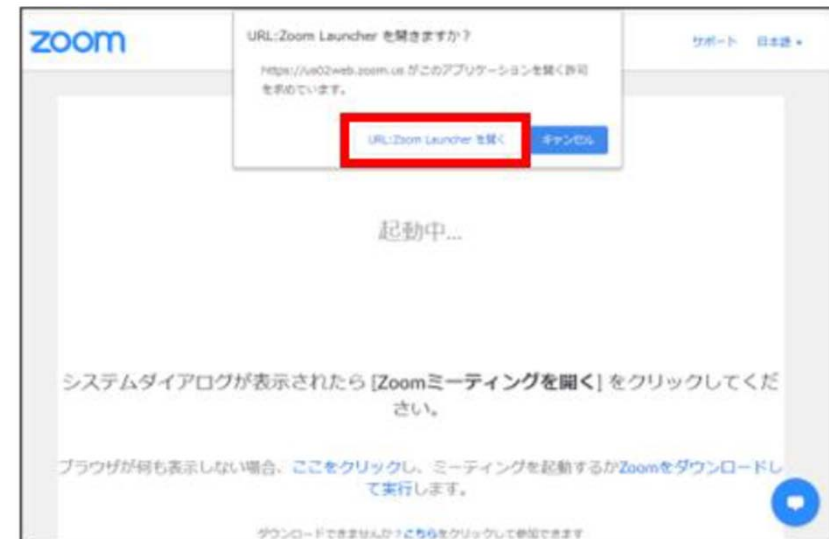 zoom
サポート 日本語
URL:Zoom Launcher を開きますか？
https://us02web.zoom.us がこのアプリケーションを開く許可
を求めています。
URL:Zoom Launcher を開く
キャンセル
起動中...
システムダイアログが表示されたら [Zoomミーティングを開く] をクリックしてくだ
さい。
ブラウザが何も表示しない場合、ここをクリックし、ミーティングを起動するかZoomをダウンロードし
て実行します。
ダウンロードできませんか？こちらをクリックして参加できます